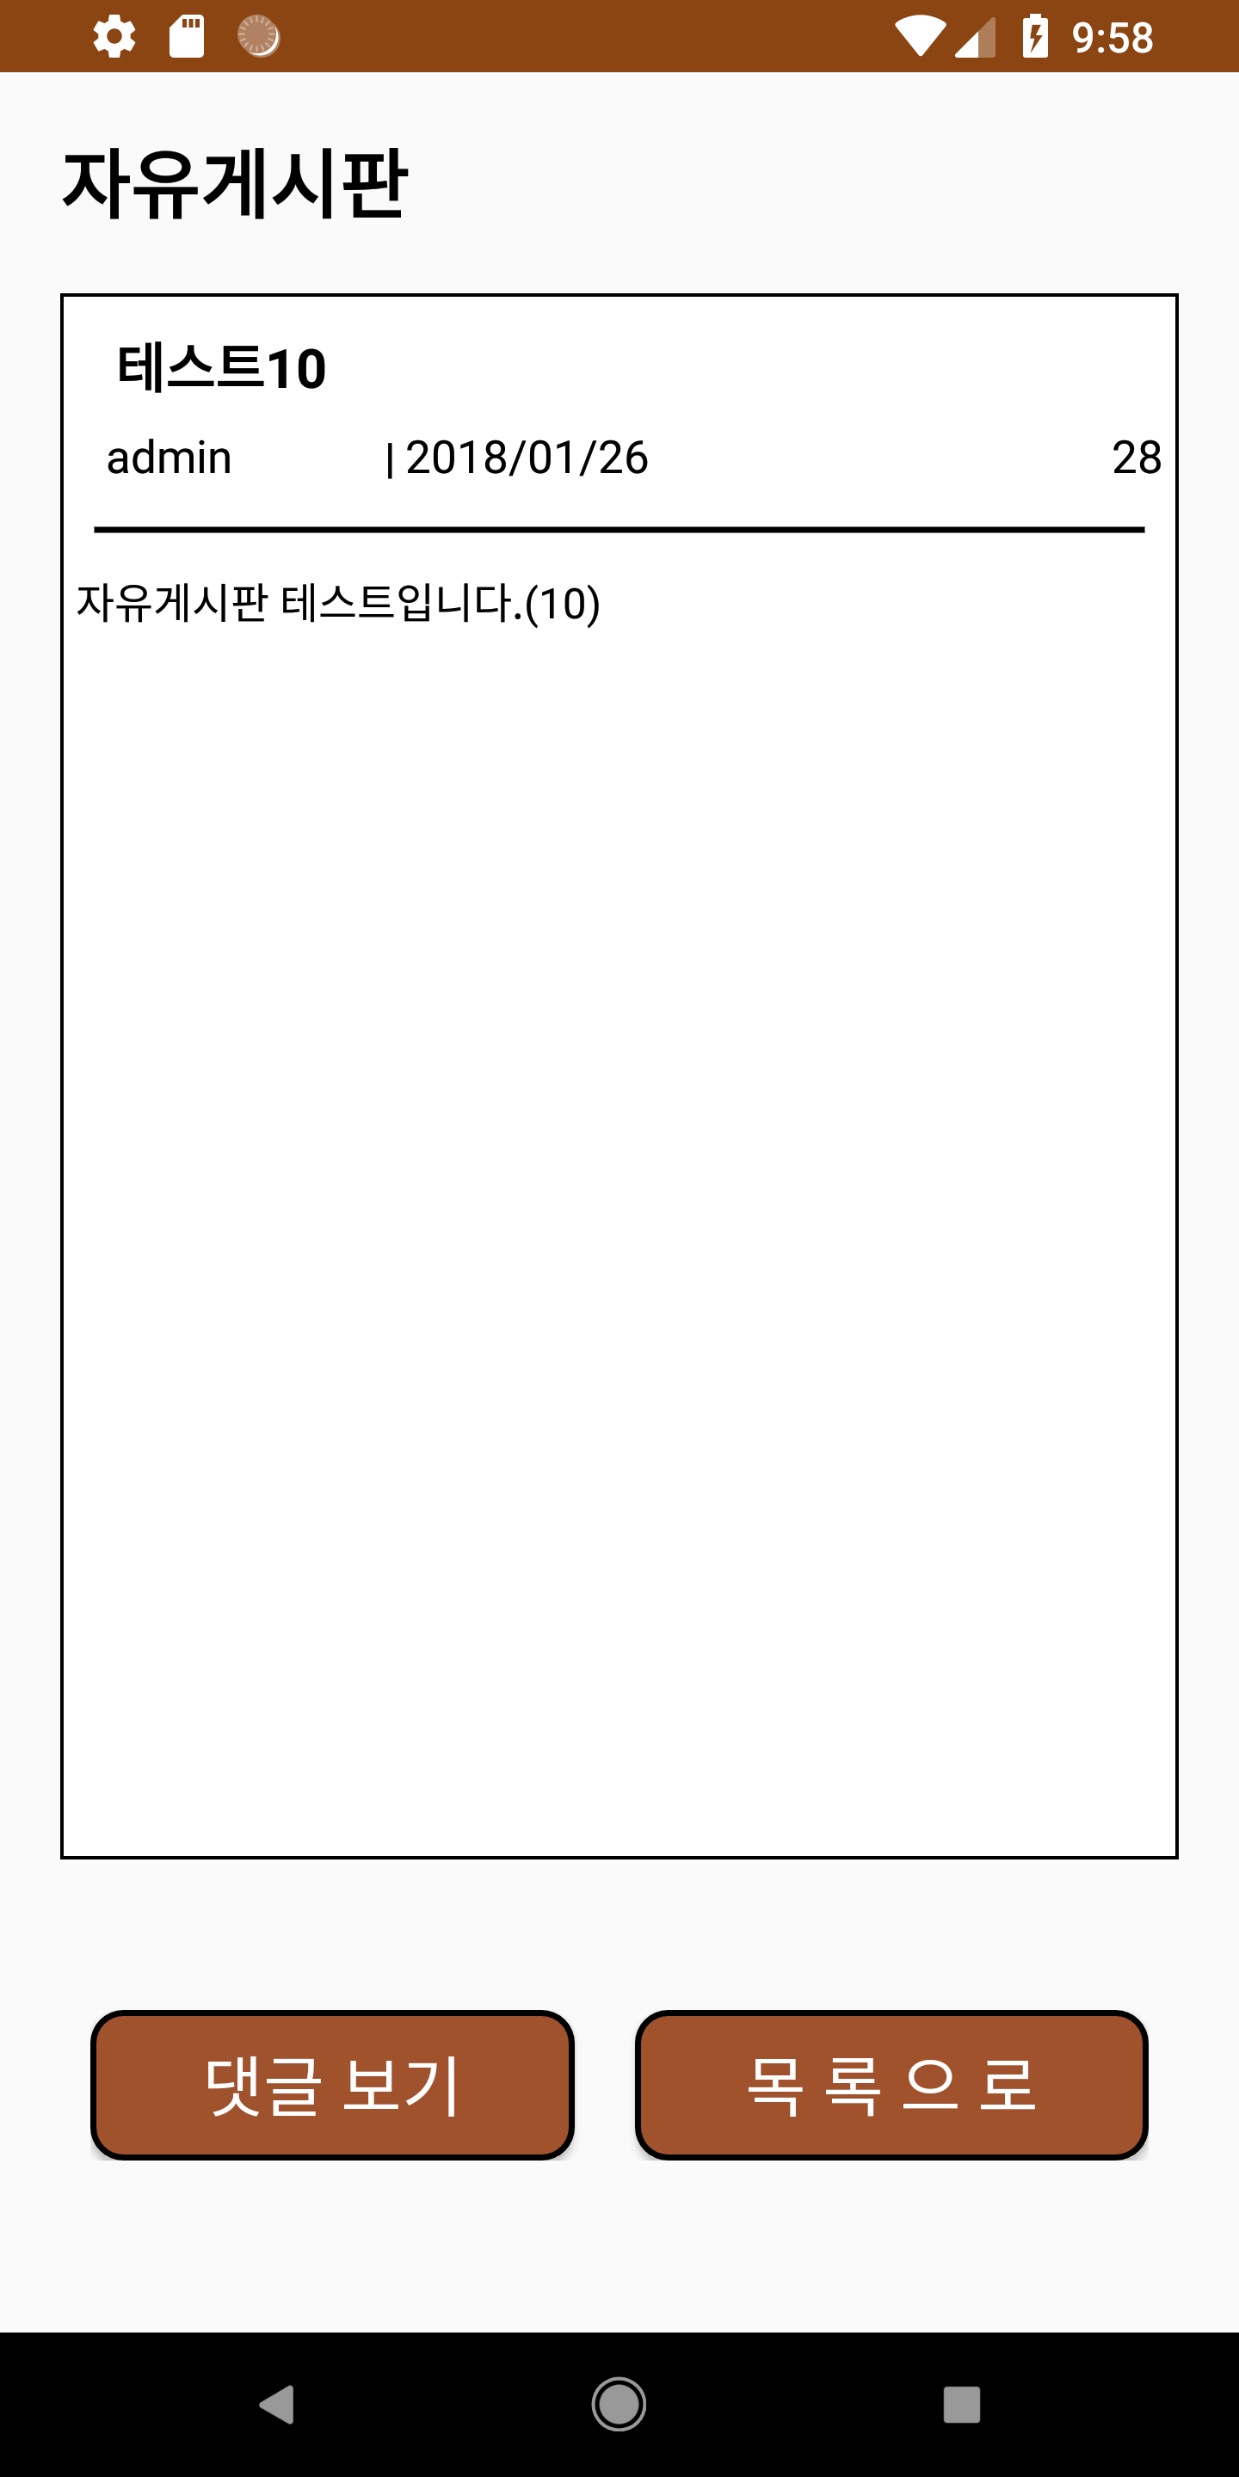 9:58
자유게시판
테스트10
admin | 2018/01/26 28
자유게시판 테스트입니다.(10)
댓글 보기 목 록 으 로